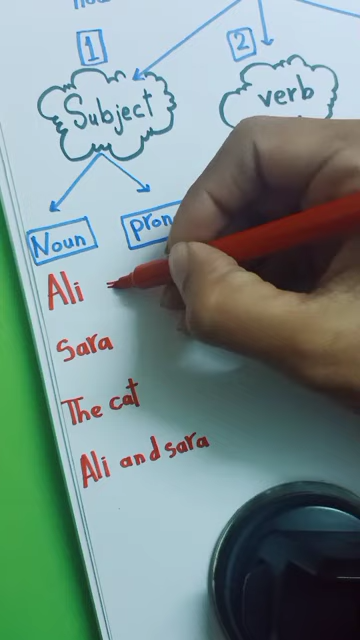 1
2
Subject
verb
Noun
Ali
Sara
The cat
Ali and sara